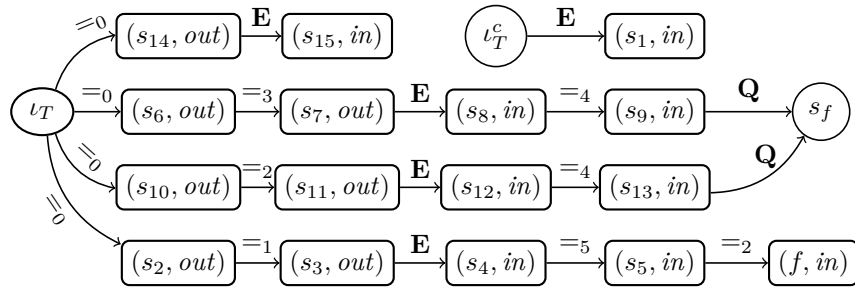 =₀ (s₁₄, out) E (s₁₅, in) ι_T^c E (s₁, in)
ι_T =₀ (s₆, out) =₃ (s₇, out) E (s₈, in) =₄ (s₉, in) Q s_f
=₀ (s₁₀, out) =₂ (s₁₁, out) E (s₁₂, in) =₄ (s₁₃, in) Q
=₀ (s₂, out) =₁ (s₃, out) E (s₄, in) =₅ (s₅, in) =₂ (f, in)